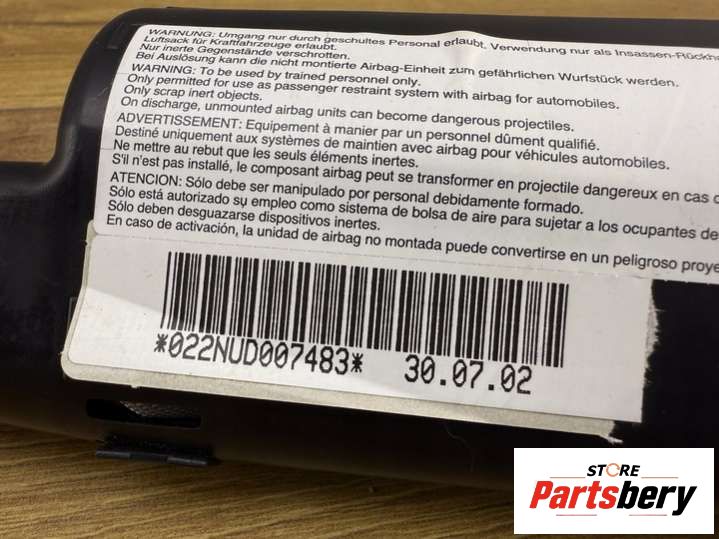 WARNUNG: Umgang nur durch geschultes Personal erlaubt. Verwendung nur als Insassen-Rückh
Luftsack für Kraftfahrzeuge erlaubt.
Nur inerte Gegenstände verschrotten.
Bei Auslösung kann die nicht montierte Airbag-Einheit zum gefährlichen Wurfstück werden.
WARNING: To be used by trained personnel only.
Only permitted for use as passenger restraint system with airbag for automobiles.
Only scrap inert objects.
On discharge, unmounted airbag units can become dangerous projectiles.
ADVERTISSEMENT: Equipement à manier par un personnel dûment qualifié.
Destiné uniquement aux systèmes de maintien avec airbag pour véhicules automobiles.
Ne mettre au rebut que les seuls éléments inertes.
S'il n'est pas installé, le composant airbag peut se transformer en projectile dangereux en cas d
ATENCION: Sólo debe ser manipulado por personal debidamente formado.
Sólo está autorizado su empleo como sistema de bolsa de aire para sujetar a los ocupantes de
Sólo deben desguazarse dispositivos inertes.
En caso de activación, la unidad de airbag no montada puede convertirse en un peligroso proye
*022NUD007483* 30.07.02
STORE
Partsbery